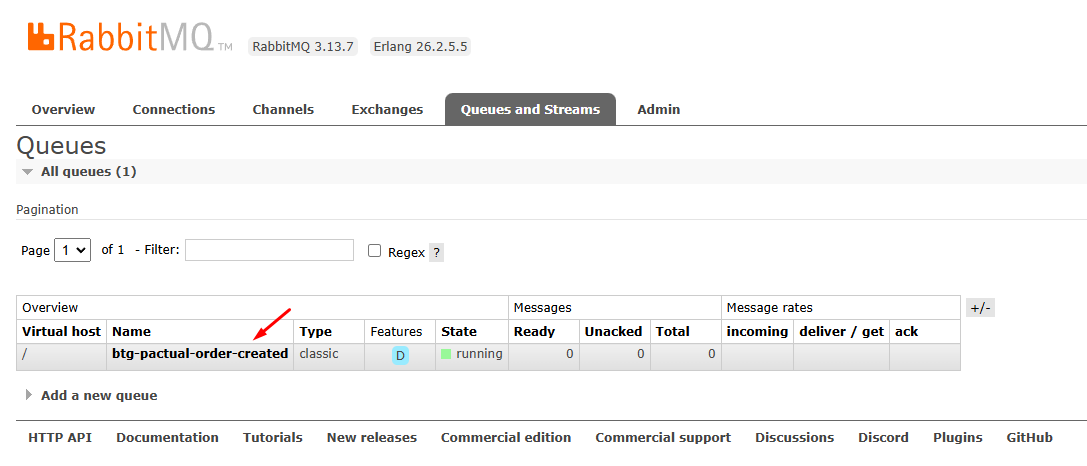 RabbitMQ TM RabbitMQ 3.13.7 Erlang 26.2.5.5
Overview Connections Channels Exchanges Queues and Streams Admin
Queues
All queues (1)
Pagination
Page 1 of 1 - Filter: Regex ?
Overview Messages Message rates +/-
Virtual host Name Type Features State Ready Unacked Total incoming deliver / get ack
/ btg-pactual-order-created classic D running 0 0 0
Add a new queue
HTTP API Documentation Tutorials New releases Commercial edition Commercial support Discussions Discord Plugins GitHub